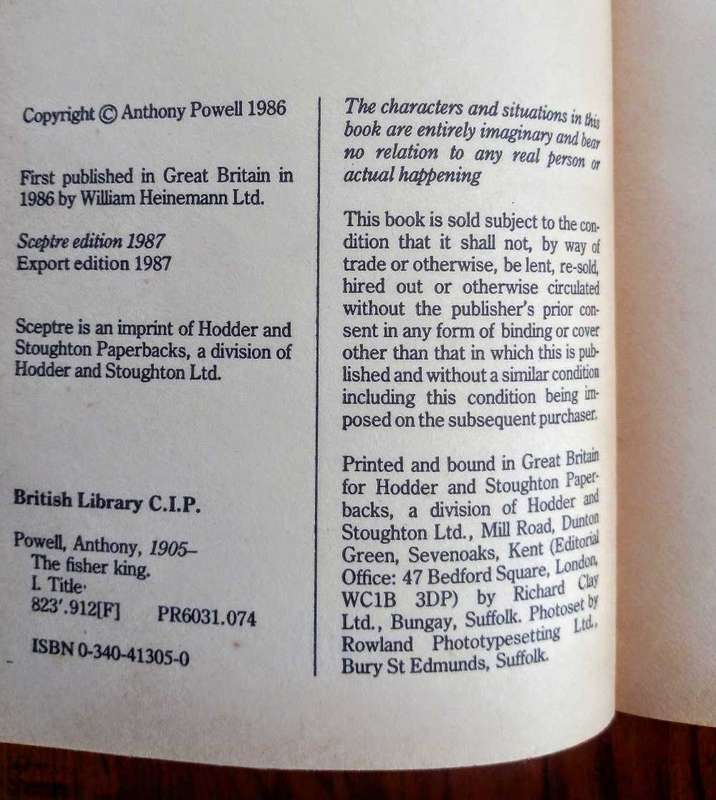 Copyright © Anthony Powell 1986
First published in Great Britain in
1986 by William Heinemann Ltd.
Sceptre edition 1987
Export edition 1987
Sceptre is an imprint of Hodder and
Stoughton Paperbacks, a division of
Hodder and Stoughton Ltd.
British Library C.I.P.
Powell, Anthony, 1905–
The fisher king.
I. Title
823'.912[F] PR6031.074
ISBN 0-340-41305-0
The characters and situations in this
book are entirely imaginary and bear
no relation to any real person or
actual happening
This book is sold subject to the con-
dition that it shall not, by way of
trade or otherwise, be lent, re-sold,
hired out or otherwise circulated
without the publisher's prior con-
sent in any form of binding or cover
other than that in which this is pub-
lished and without a similar condition
including this condition being im-
posed on the subsequent purchaser.
Printed and bound in Great Britain
for Hodder and Stoughton Paper-
backs, a division of Hodder and
Stoughton Ltd., Mill Road, Dunton
Green, Sevenoaks, Kent (Editorial
Office: 47 Bedford Square, London,
WC1B 3DP) by Richard Clay
Ltd., Bungay, Suffolk. Photoset by
Rowland Phototypesetting Ltd.,
Bury St Edmunds, Suffolk.